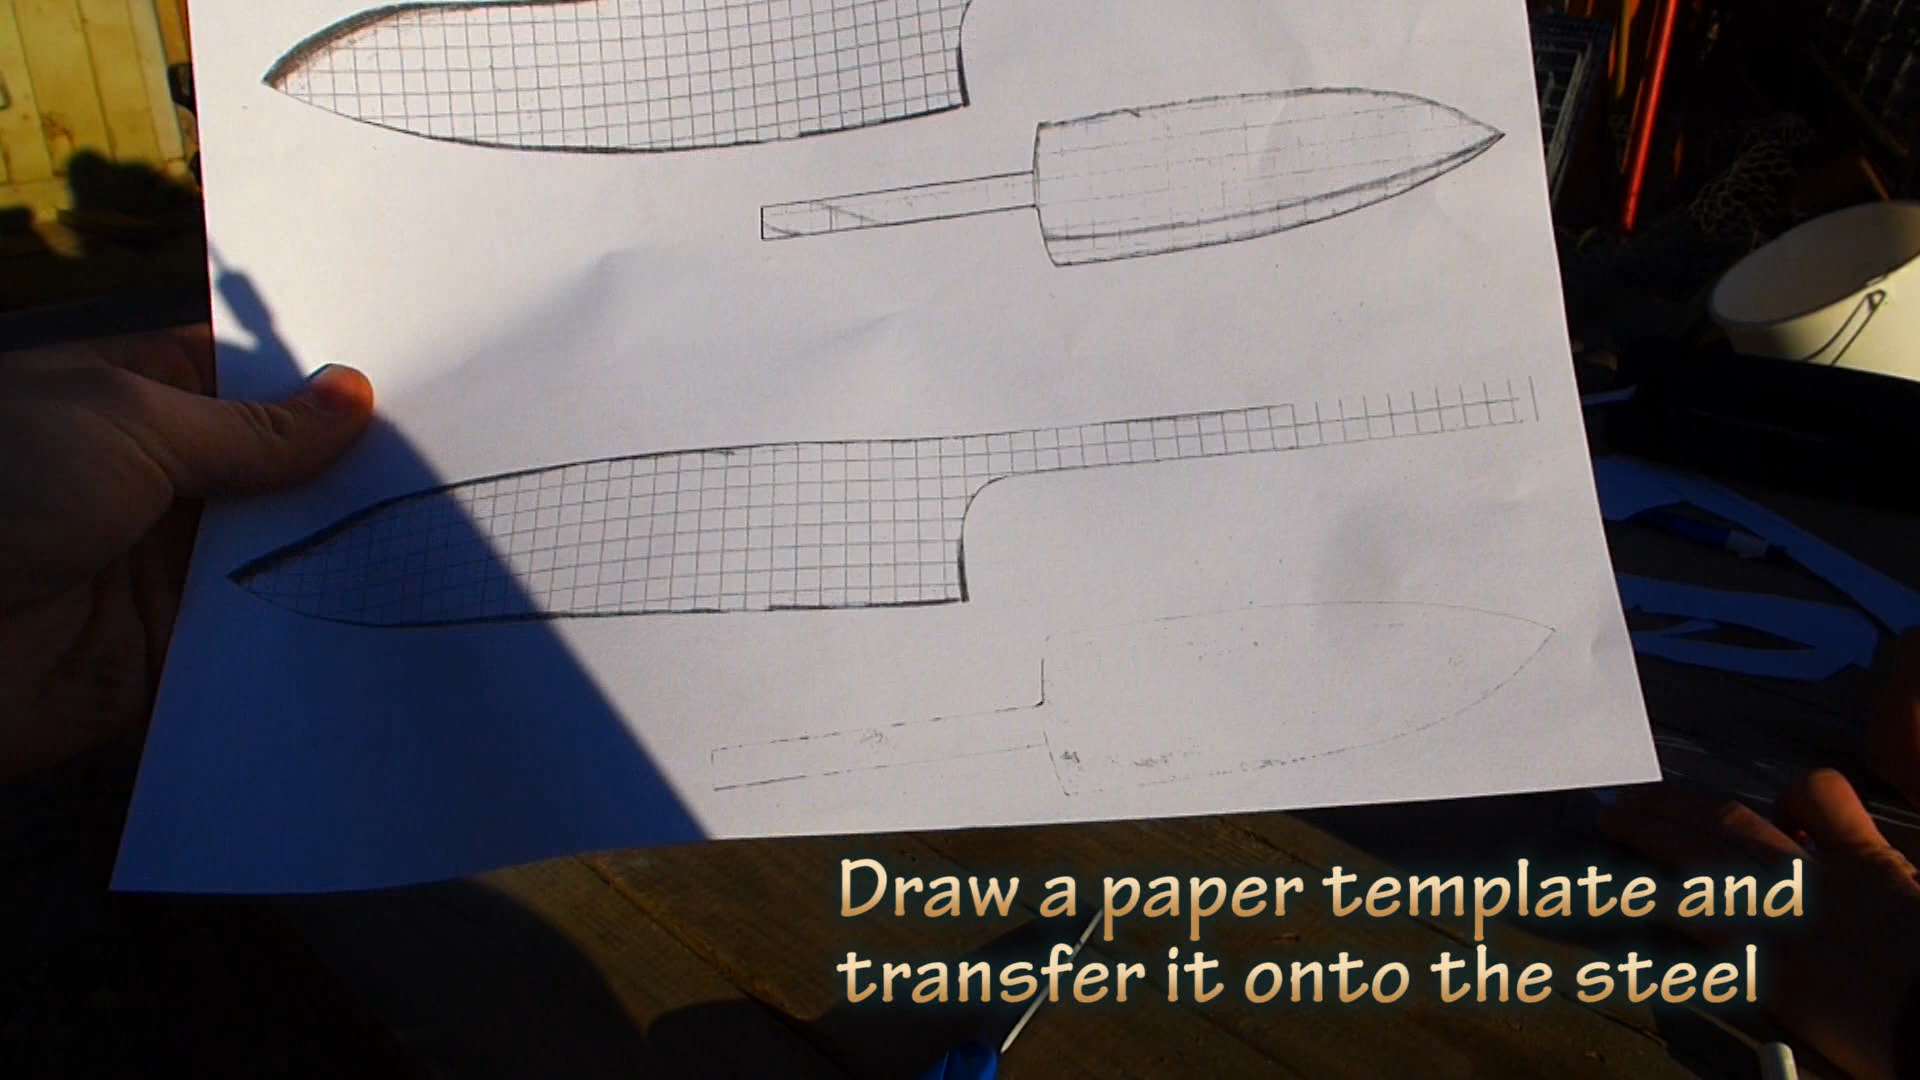 Draw a paper template and
transfer it onto the steel